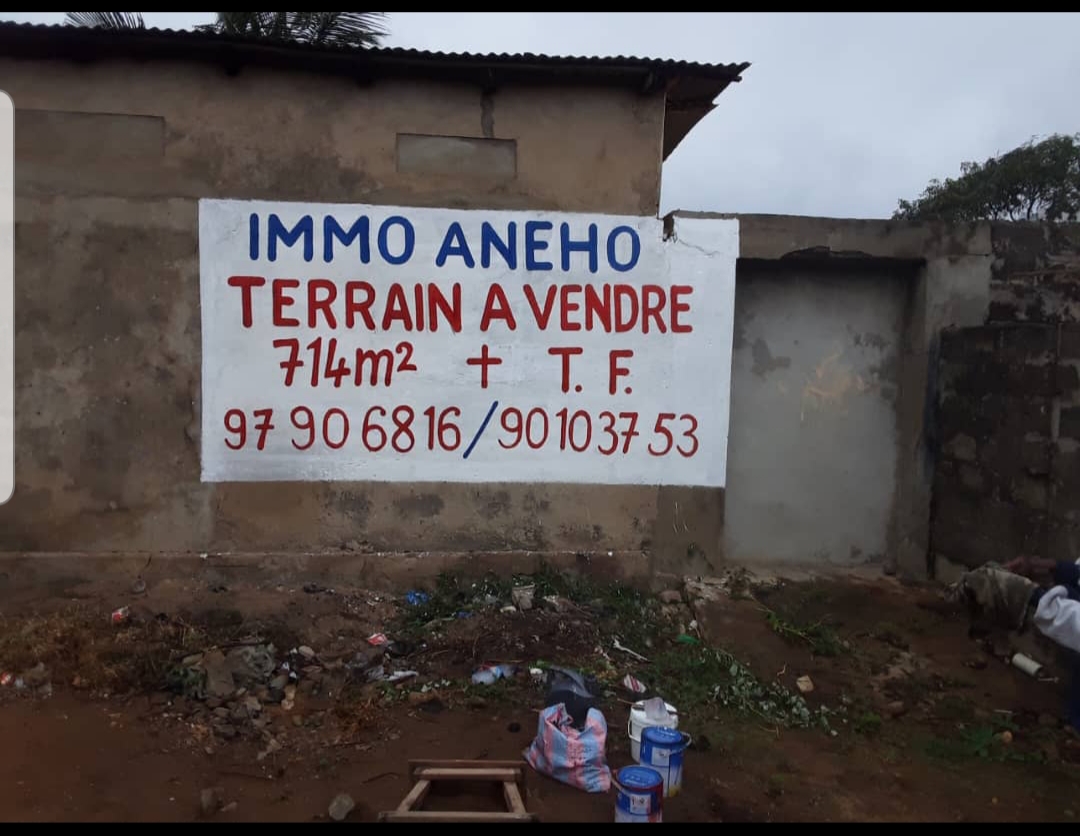 IMMO ANEHO
TERRAIN A VENDRE
714m² + T. F.
97 90 68 16/90 10 37 53